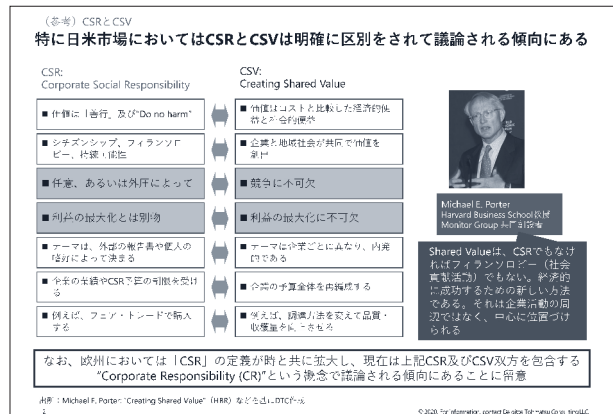 （参考）CSRとCSV
特に日米市場においてはCSRとCSVは明確に区別をされて議論される傾向にある
CSR:
Corporate Social Responsibility
CSV:
Creating Shared Value
■ 価値は「善行」及び“Do no harm”
■ 価値はコストと比較した経済的便
益と社会的便益
■ シチズンシップ、フィランソロ
ピー、持続可能性
■ 企業と地域社会が共同で価値を
創出
■ 任意、あるいは外圧によって
■ 競争に不可欠
■ 利益の最大化とは別物
■ 利益の最大化に不可欠
■ テーマは、外部の報告書や個人の
嗜好によって決まる
■ テーマは企業ごとに異なり、内発
的である
■ 企業の業績やCSR予算の制限を受け
る
■ 企業の予算全体を再編成する
■ 例えば、フェア・トレードで購入
する
■ 例えば、調達方法を変えて品質・
収穫量を向上させる
Michael E. Porter
Harvard Business School教授
Monitor Group 共同創設者
Shared Valueは、CSRでもなけ
ればフィランソロピー（社会
貢献活動）でもない。経済的
に成功するための新しい方法
である。それは企業活動の周
辺ではなく、中心に位置づけ
られる
なお、欧州においては「CSR」の定義が時と共に拡大し、現在は上記CSR及びCSV双方を包含する
“Corporate Responsibility (CR)”という概念で議論される傾向にあることに留意
出所：Michael E. Porter “Creating Shared Value”（HBR）などを基にDTC作成
2
© 2020. For information, contact Deloitte Tohmatsu Consulting LLC.